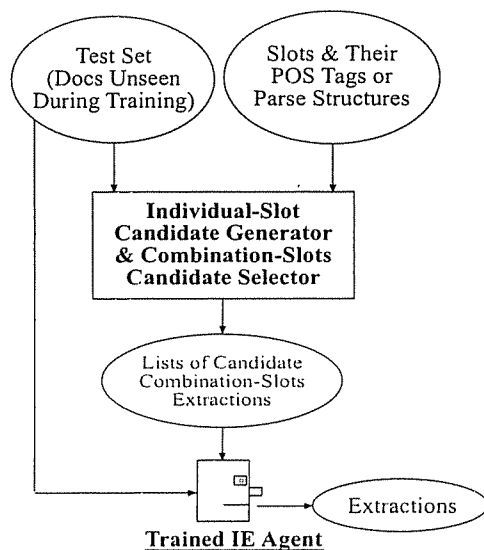 Test Set
(Docs Unseen
During Training)
Slots & Their
POS Tags or
Parse Structures
Individual-Slot
Candidate Generator
& Combination-Slots
Candidate Selector
Lists of Candidate
Combination-Slots
Extractions
Extractions
Trained IE Agent